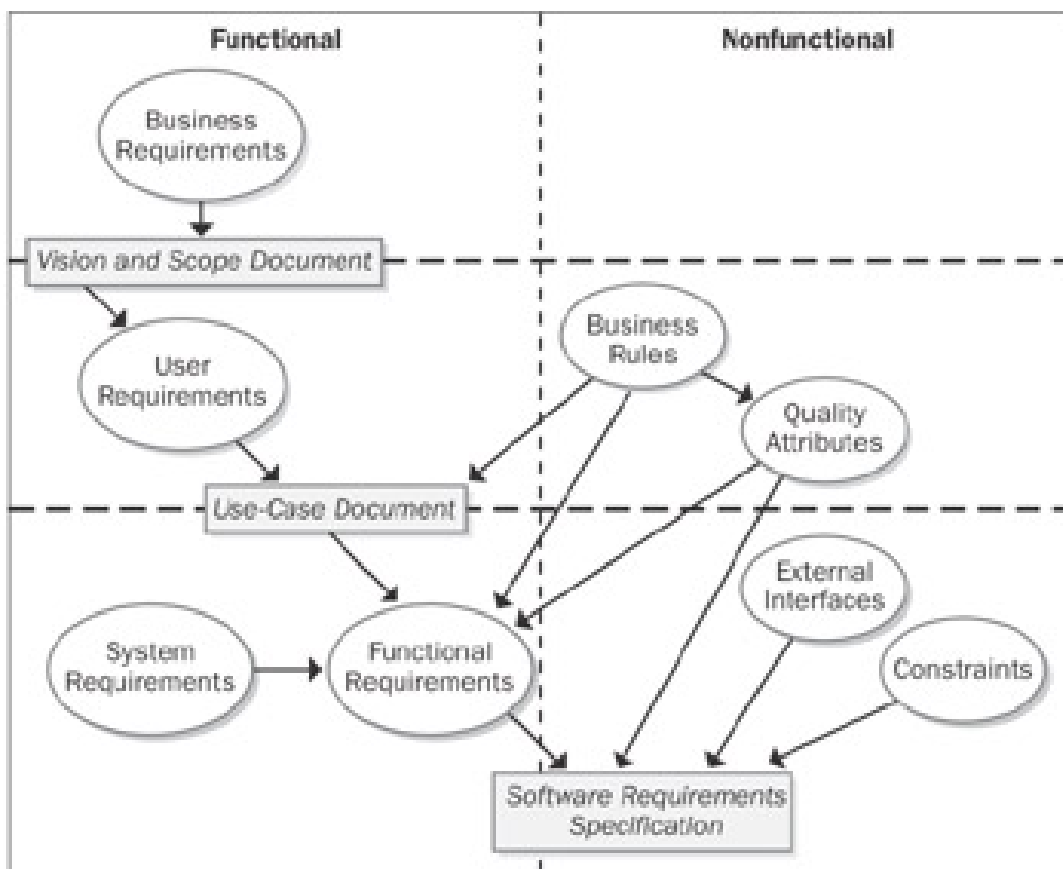 Functional
Nonfunctional
Business
Requirements
Vision and Scope Document
User
Requirements
Business
Rules
Quality
Attributes
Use-Case Document
External
Interfaces
System
Requirements
Functional
Requirements
Constraints
Software Requirements
Specification